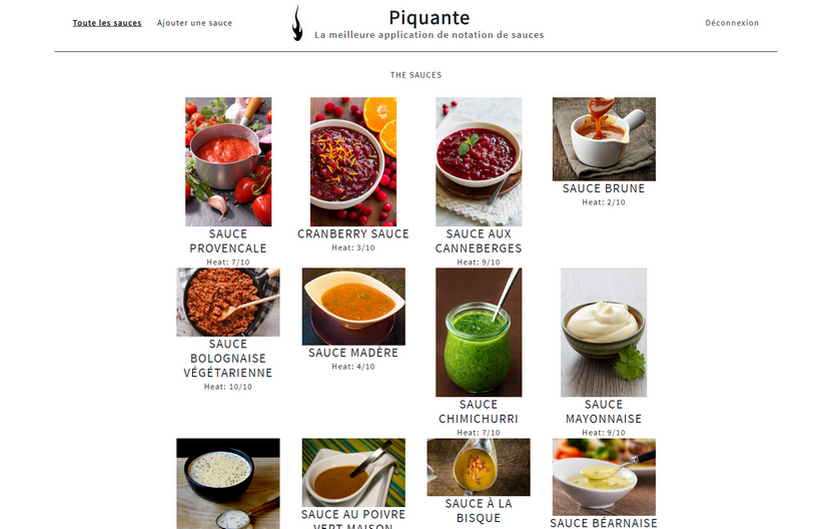 Toute les sauces
Ajouter une sauce
Piquante
La meilleure application de notation de sauces
Déconnexion
THE SAUCES
SAUCE
PROVENCALE
Heat: 7/10
CRANBERRY SAUCE
Heat: 3/10
SAUCE AUX
CANNEBERGES
Heat: 9/10
SAUCE BRUNE
Heat: 2/10
SAUCE
BOLOGNAISE
VÉGÉTARIENNE
Heat: 10/10
SAUCE MADÈRE
Heat: 4/10
SAUCE
CHIMICHURRI
Heat: 7/10
SAUCE
MAYONNAISE
Heat: 9/10
SAUCE AU POIVRE
VERT MAISON
SAUCE À LA
BISQUE
SAUCE BÉARNAISE